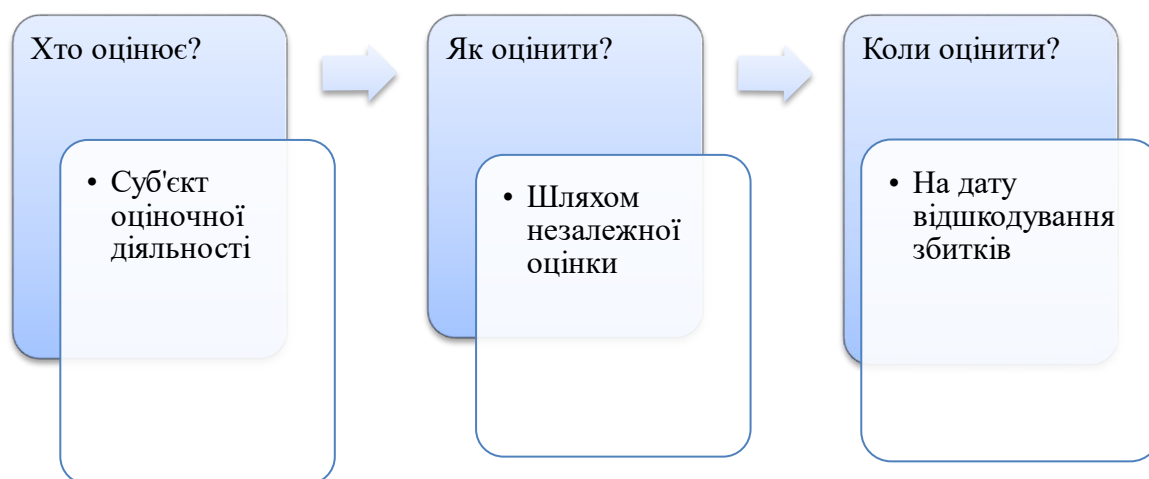 Хто оцінює?
• Суб'єкт
оціночної
діяльності
Як оцінити?
• Шляхом
незалежної
оцінки
Коли оцінити?
• На дату
відшкодування
збитків